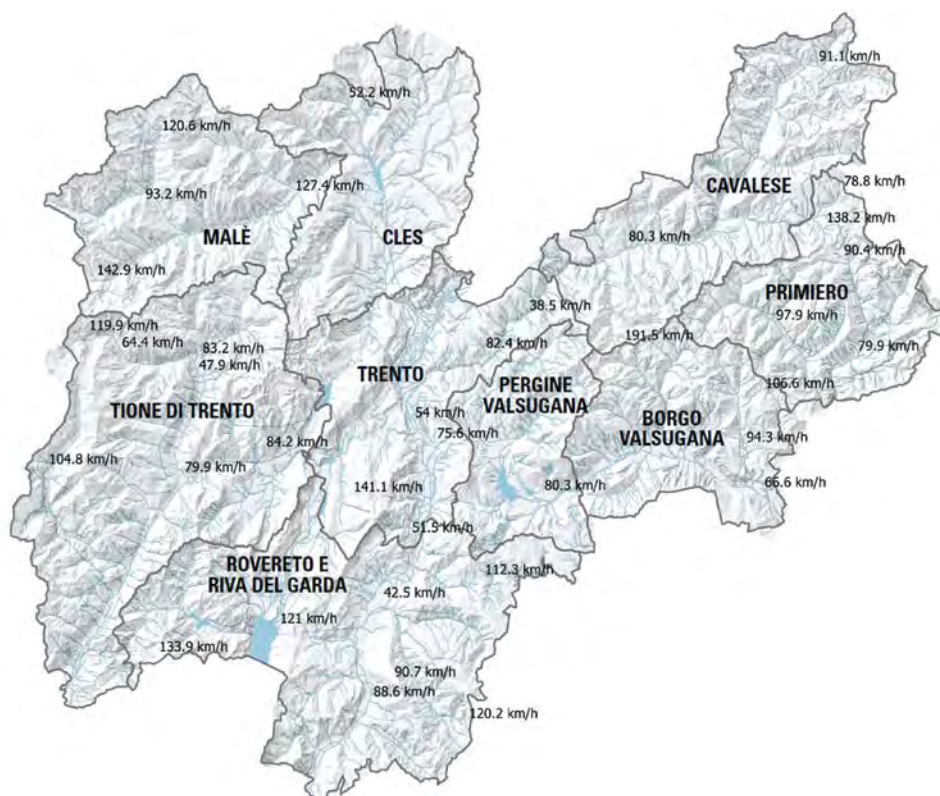 91.1 km/h
52.2 km/h
120.6 km/h
78.8 km/h
127.4 km/h
CAVALESE
93.2 km/h
138.2 km/h
MALÈ
CLES
80.3 km/h
90.4 km/h
142.9 km/h
PRIMIERO
38.5 km/h
97.9 km/h
119.9 km/h
191.5 km/h
64.4 km/h
83.2 km/h
82.4 km/h
79.9 km/h
47.9 km/h
TRENTO
PERGINE
VALSUGANA
106.6 km/h
TIONE DI TRENTO
54 km/h
BORGO
VALSUGANA
84.2 km/h
75.6 km/h
94.3 km/h
104.8 km/h
79.9 km/h
141.1 km/h
80.3 km/h
66.6 km/h
51.5 km/h
ROVERETO E
RIVA DEL GARDA
112.3 km/h
42.5 km/h
121 km/h
133.9 km/h
90.7 km/h
88.6 km/h
120.2 km/h